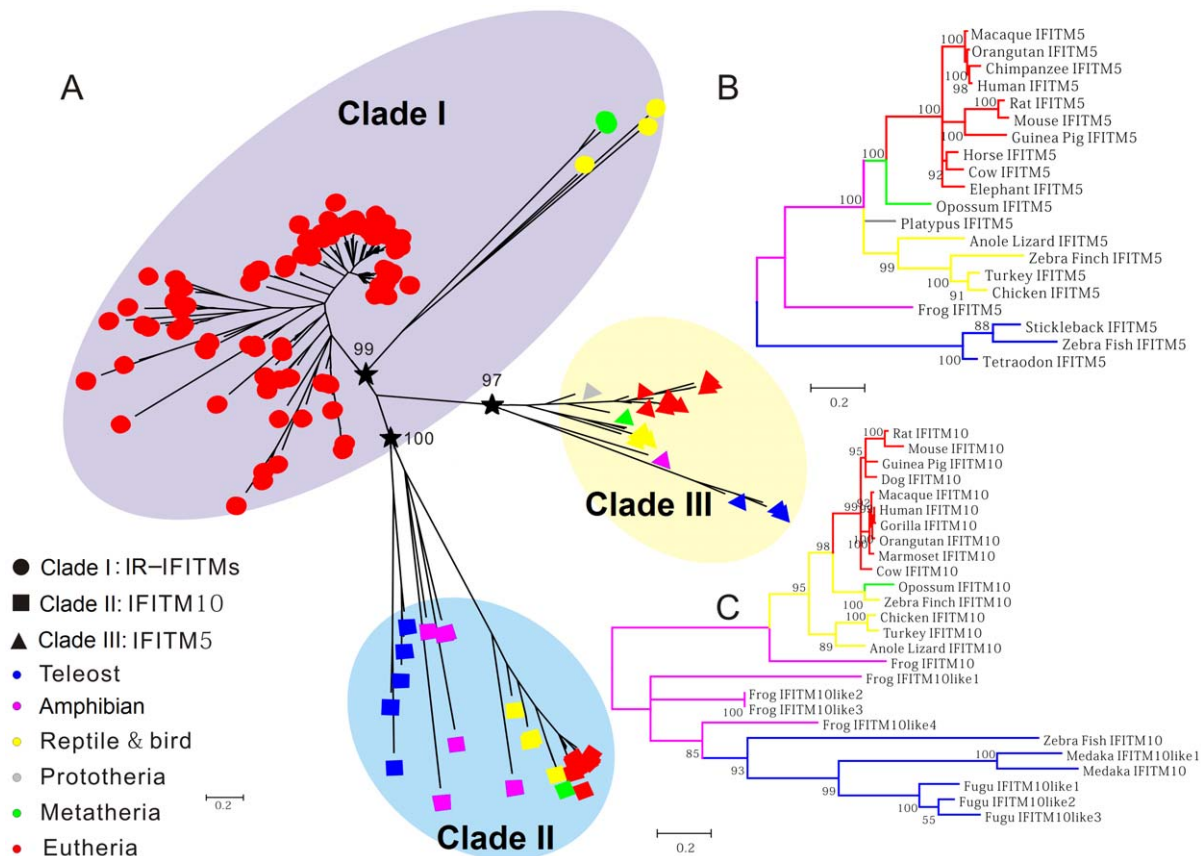 A
Clade I
99
97
100
Clade III
Clade II
Clade I: IR–IFITMs
Clade II: IFITM10
Clade III: IFITM5
Teleost
Amphibian
Reptile & bird
Prototheria
Metatheria
Eutheria
0.2
B
Macaque IFITM5
Orangutan IFITM5
Chimpanzee IFITM5
Human IFITM5
Rat IFITM5
Mouse IFITM5
Guinea Pig IFITM5
Horse IFITM5
Cow IFITM5
Elephant IFITM5
Opossum IFITM5
Platypus IFITM5
Anole Lizard IFITM5
Zebra Finch IFITM5
Turkey IFITM5
Chicken IFITM5
Frog IFITM5
Stickleback IFITM5
Zebra Fish IFITM5
Tetraodon IFITM5
100
100
98
100
100
100
100
92
100
99
100
91
88
100
0.2
C
Rat IFITM10
Mouse IFITM10
Guinea Pig IFITM10
Dog IFITM10
Macaque IFITM10
Human IFITM10
Gorilla IFITM10
Orangutan IFITM10
Marmoset IFITM10
Cow IFITM10
Opossum IFITM10
Zebra Finch IFITM10
Chicken IFITM10
Turkey IFITM10
Anole Lizard IFITM10
Frog IFITM10
Frog IFITM10like1
Frog IFITM10like2
Frog IFITM10like3
Frog IFITM10like4
Zebra Fish IFITM10
Medaka IFITM10like1
Medaka IFITM10
Fugu IFITM10like1
Fugu IFITM10like2
Fugu IFITM10like3
100
95
92
98
95
100
100
89
100
85
93
100
99
100
55
0.2